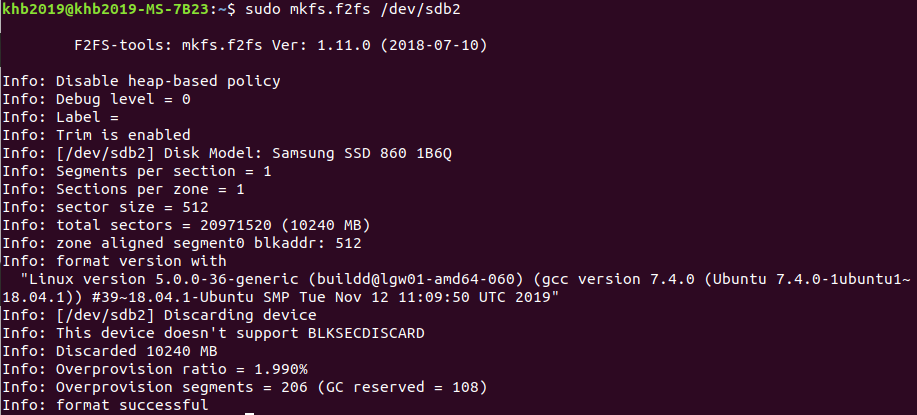 khb2019@khb2019-MS-7B23:~$ sudo mkfs.f2fs /dev/sdb2
F2FS-tools: mkfs.f2fs Ver: 1.11.0 (2018-07-10)
Info: Disable heap-based policy
Info: Debug level = 0
Info: Label =
Info: Trim is enabled
Info: [/dev/sdb2] Disk Model: Samsung SSD 860 1B6Q
Info: Segments per section = 1
Info: Sections per zone = 1
Info: sector size = 512
Info: total sectors = 20971520 (10240 MB)
Info: zone aligned segment0 blkaddr: 512
Info: format version with
"Linux version 5.0.0-36-generic (buildd@lgw01-amd64-060) (gcc version 7.4.0 (Ubuntu 7.4.0-1ubuntu1~
18.04.1)) #39~18.04.1-Ubuntu SMP Tue Nov 12 11:09:50 UTC 2019"
Info: [/dev/sdb2] Discarding device
Info: This device doesn't support BLKSECDISCARD
Info: Discarded 10240 MB
Info: Overprovision ratio = 1.990%
Info: Overprovision segments = 206 (GC reserved = 108)
Info: format successful